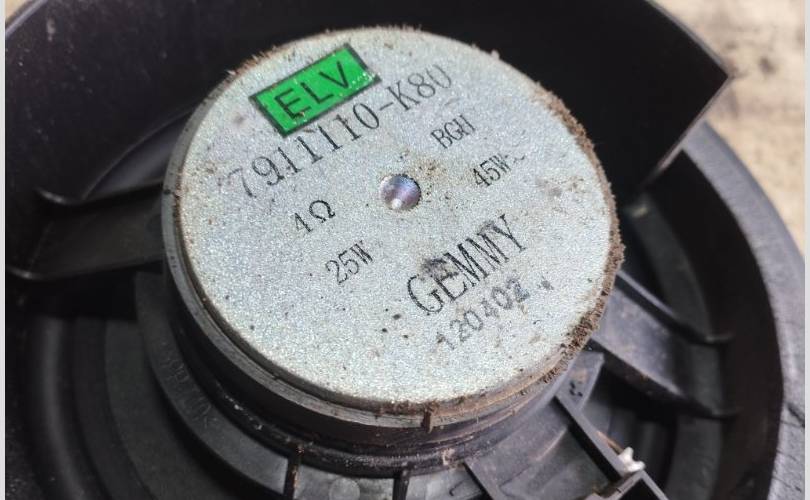 ELV
7911110-K80
BGH
4Ω 45W
25W
GEMMY
120402